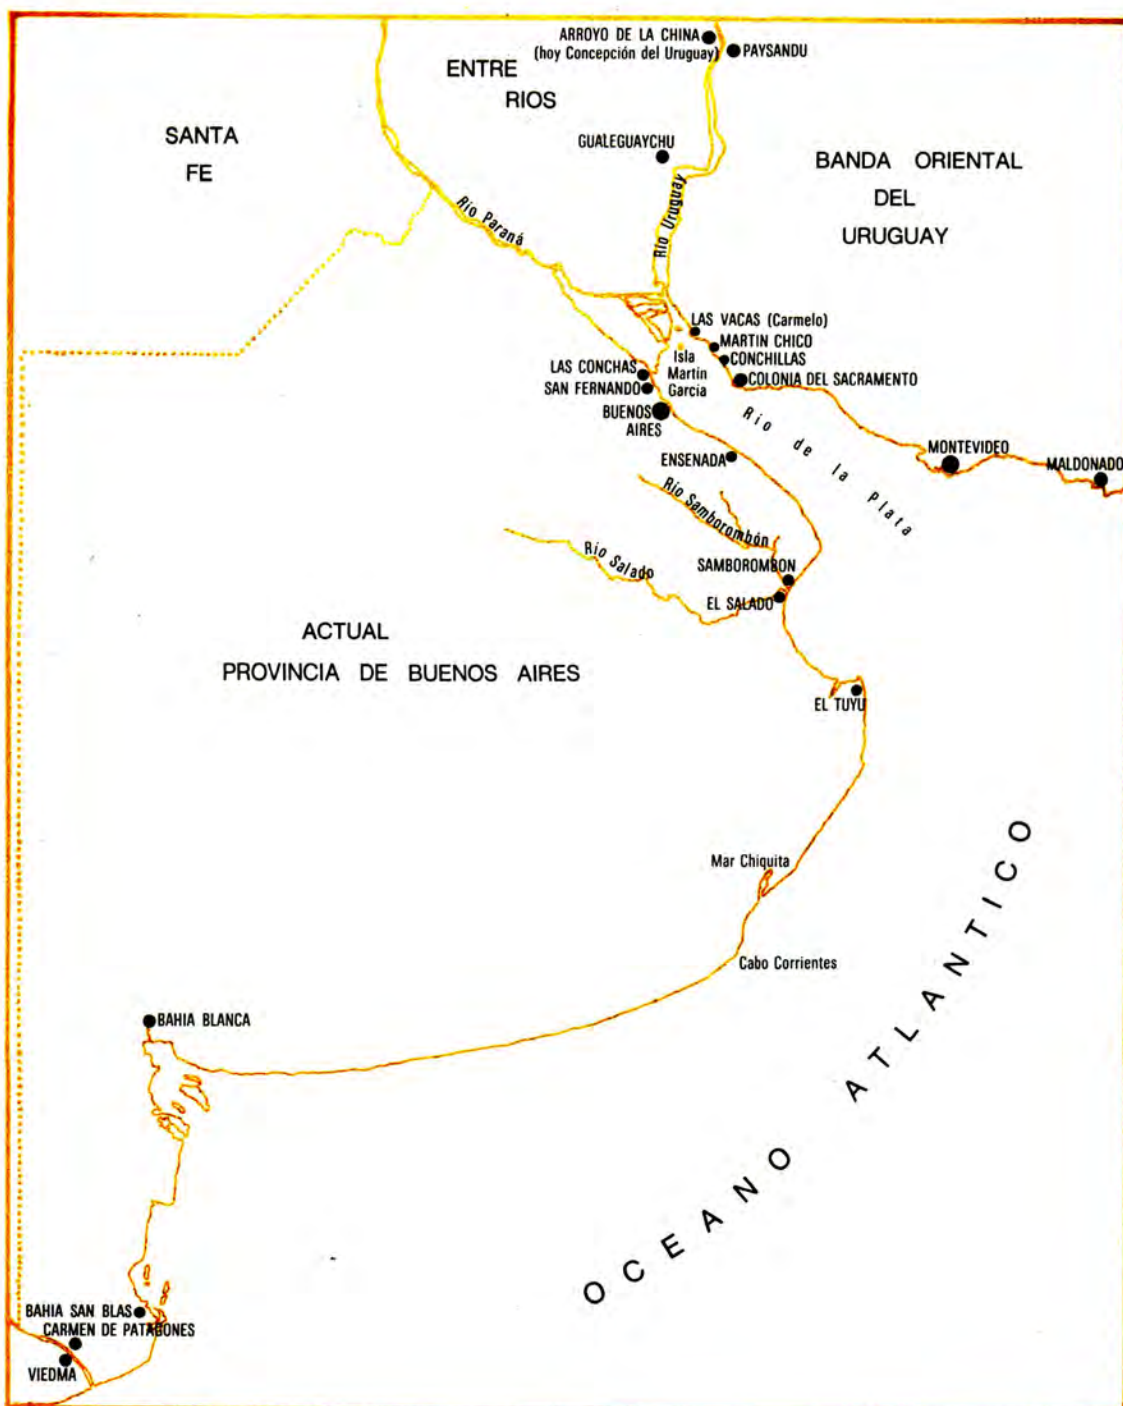 ARROYO DE LA CHINA
(hoy Concepción del Uruguay)
PAYSANDU
ENTRE
RIOS
SANTA
FE
GUALEGUAYCHU
BANDA ORIENTAL
DEL
URUGUAY
Río Paraná
Río Uruguay
LAS VACAS (Carmelo)
MARTIN CHICO
CONCHILLAS
COLONIA DEL SACRAMENTO
Isla
Martín
García
LAS CONCHAS
SAN FERNANDO
BUENOS
AIRES
Rio de la Plata
MONTEVIDEO
MALDONADO
ENSENADA
Río Samborombón
Río Salado
SAMBOROMBON
EL SALADO
ACTUAL
PROVINCIA DE BUENOS AIRES
EL TUYU
Mar Chiquita
Cabo Corrientes
OCEANO ATLANTICO
BAHIA BLANCA
BAHIA SAN BLAS
CARMEN DE PATAGONES
VIEDMA